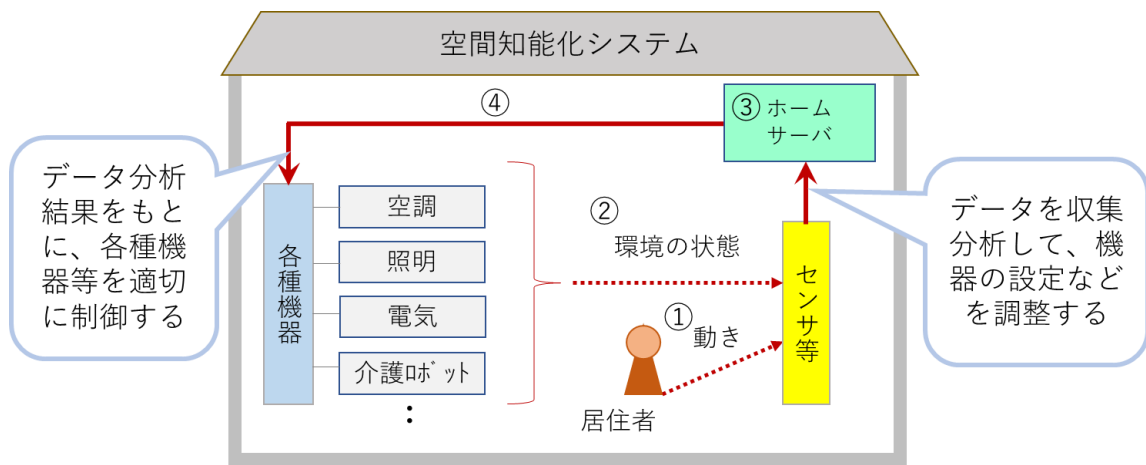 空間知能化システム
④
③ ホーム
サーバ
データ分析
結果をもと
に、各種機
器等を適切
に制御する
各種機器
空調
照明
電気
介護ﾛﾎﾞｯﾄ
：
②
環境の状態
①
動き
居住者
センサ等
データを収集
分析して、機
器の設定など
を調整する